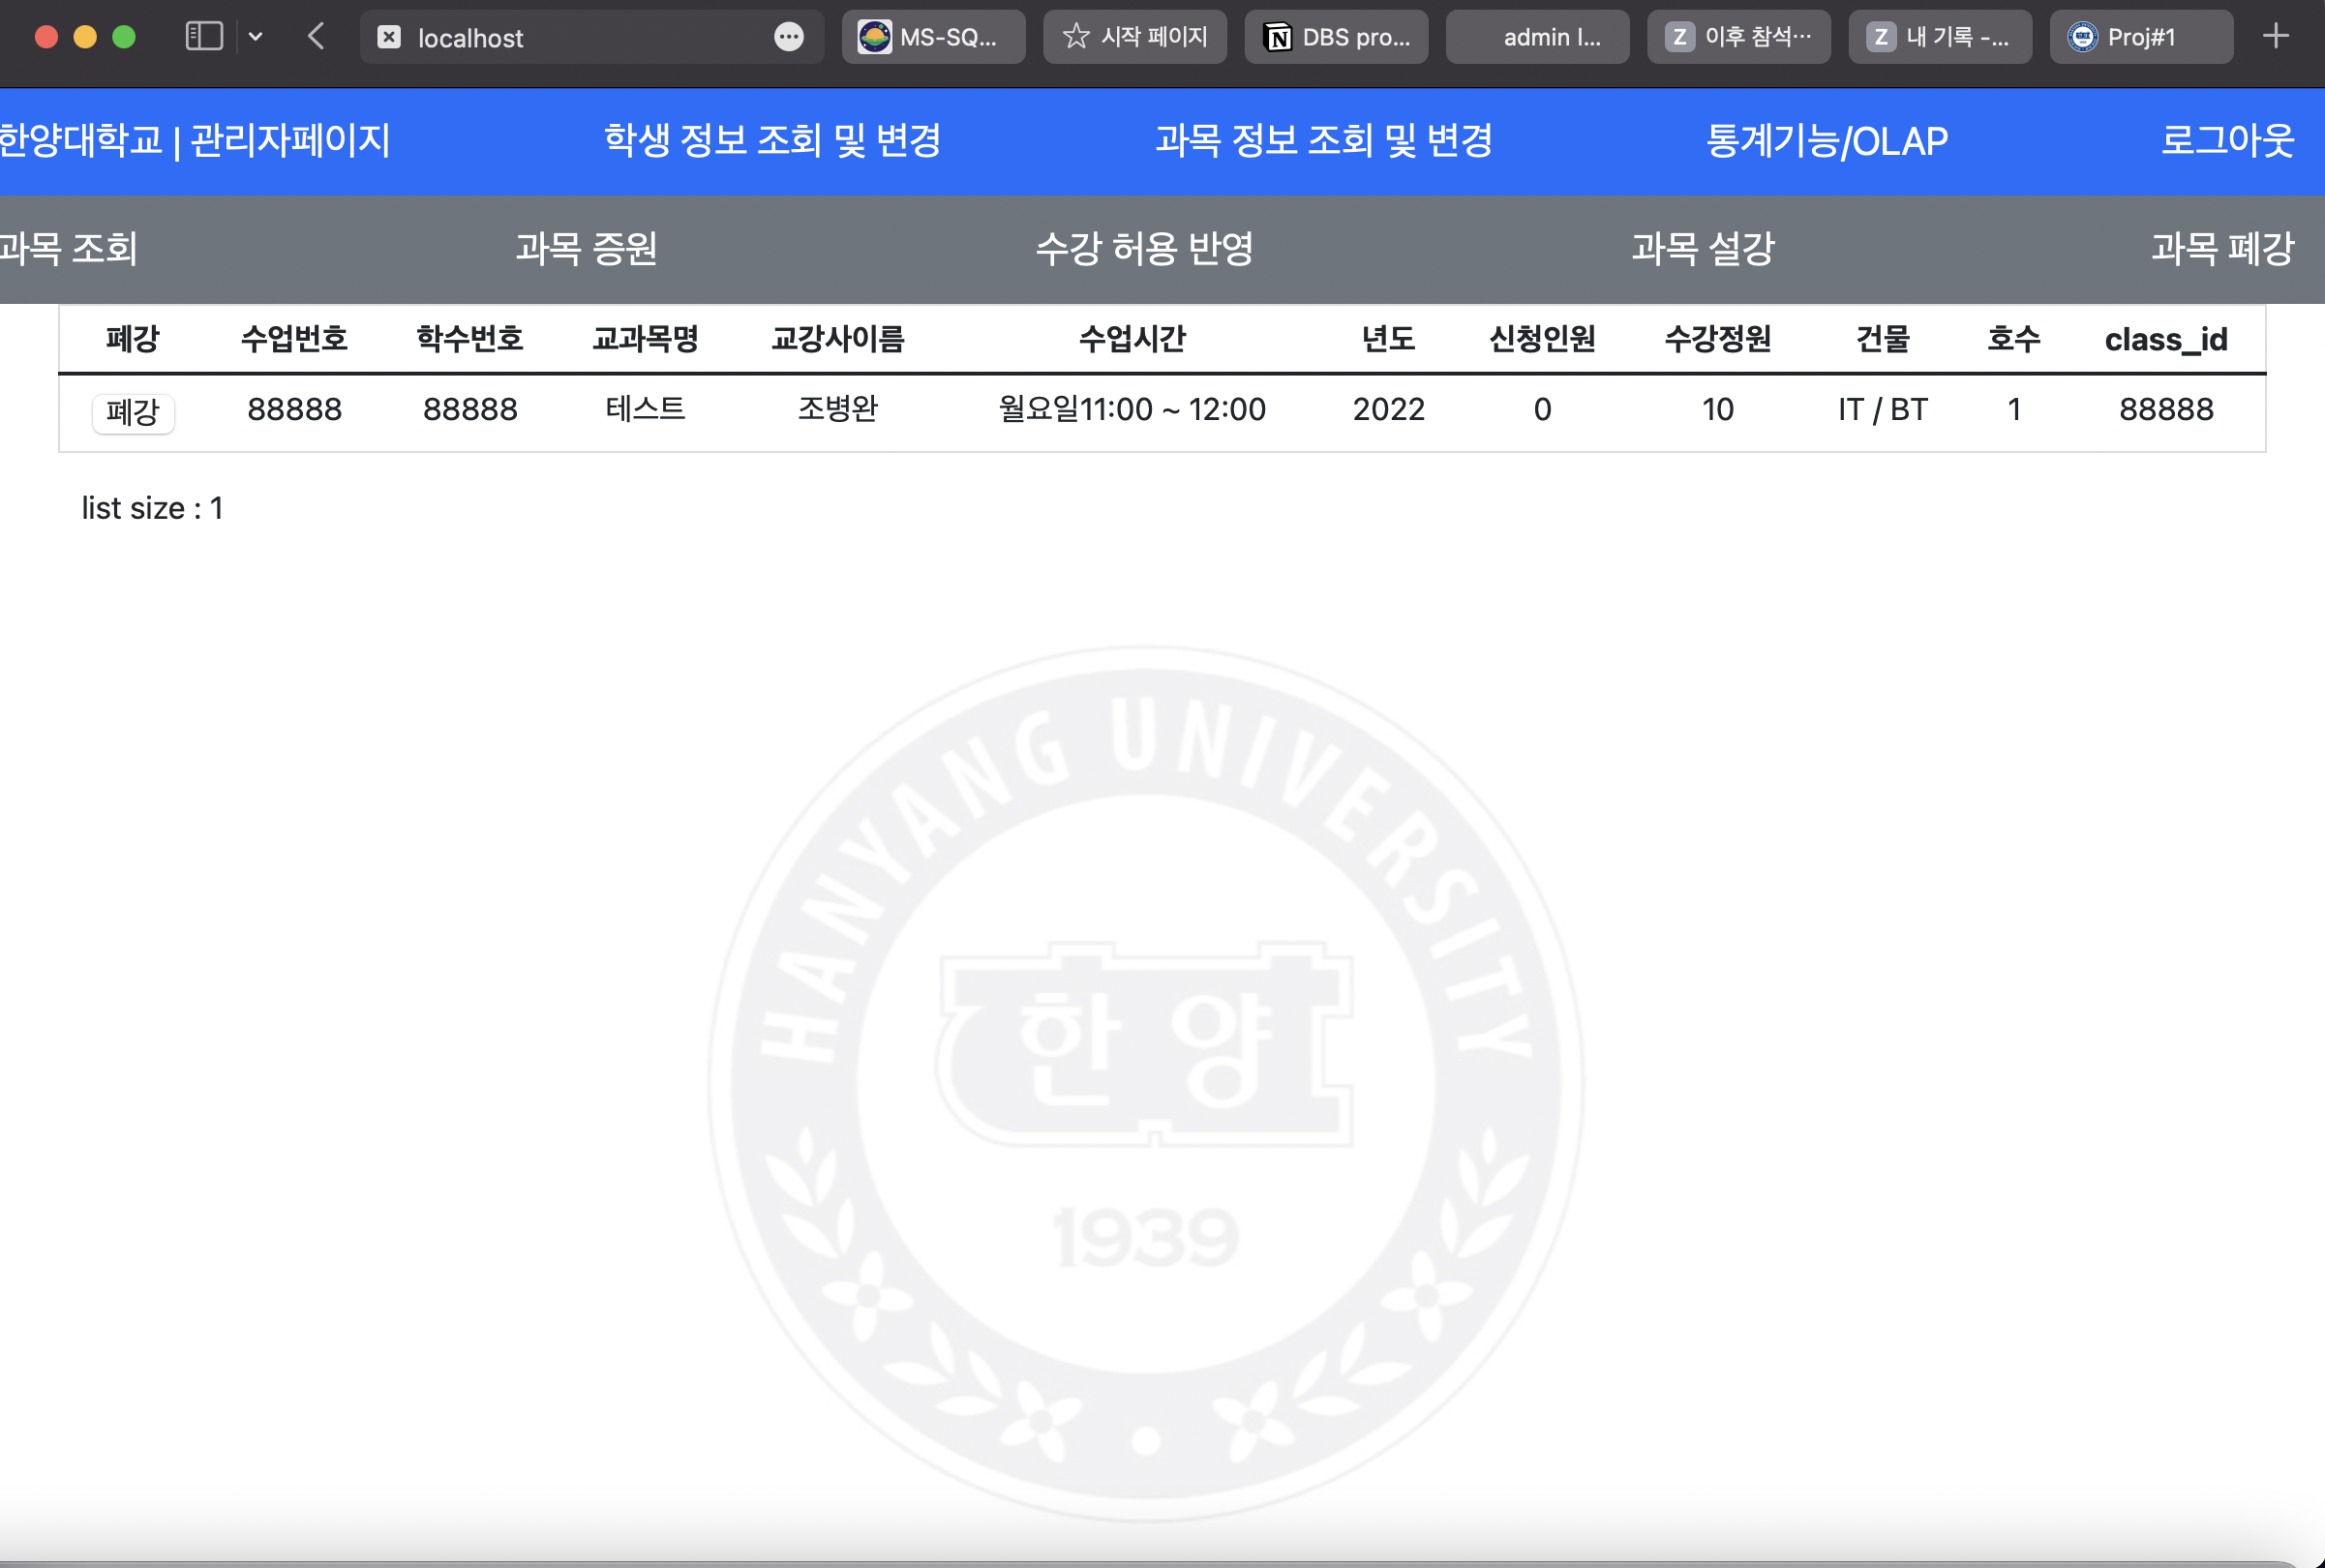 localhost
MS-SQ...
시작 페이지
DBS pro...
admin l...
Z 이후 참석…
Z 내 기록 -...
Proj#1
한양대학교 | 관리자페이지 학생 정보 조회 및 변경 과목 정보 조회 및 변경 통계기능/OLAP 로그아웃
과목 조회 과목 증원 수강 허용 반영 과목 설강 과목 폐강
폐강 수업번호 학수번호 교과목명 교강사이름 수업시간 년도 신청인원 수강정원 건물 호수 class_id
폐강 88888 88888 테스트 조병완 월요일11:00 ~ 12:00 2022 0 10 IT / BT 1 88888
list size : 1
HANYANG UNIVERSITY
한양
1939